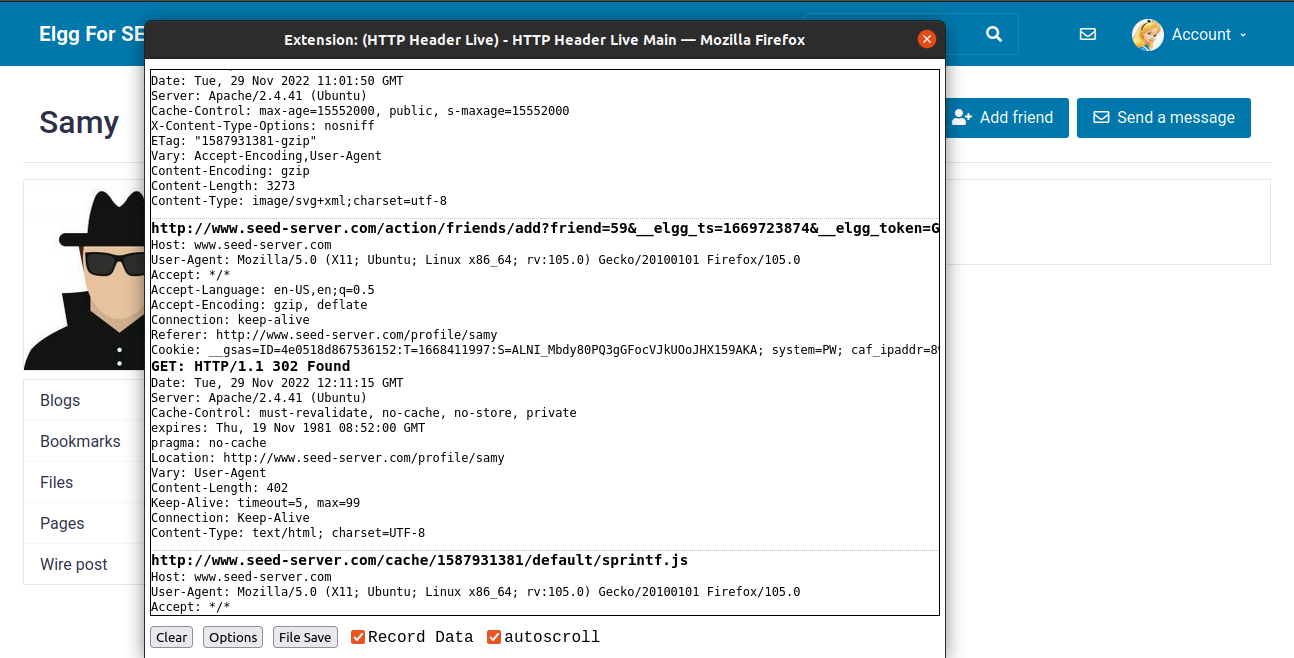 Elgg For SE
Extension: (HTTP Header Live) - HTTP Header Live Main — Mozilla Firefox
Account
Samy
Add friend
Send a message
Date: Tue, 29 Nov 2022 11:01:50 GMT
Server: Apache/2.4.41 (Ubuntu)
Cache-Control: max-age=15552000, public, s-maxage=15552000
X-Content-Type-Options: nosniff
ETag: "1587931381-gzip"
Vary: Accept-Encoding,User-Agent
Content-Encoding: gzip
Content-Length: 3273
Content-Type: image/svg+xml;charset=utf-8
http://www.seed-server.com/action/friends/add?friend=59&__elgg_ts=1669723874&__elgg_token=G
Host: www.seed-server.com
User-Agent: Mozilla/5.0 (X11; Ubuntu; Linux x86_64; rv:105.0) Gecko/20100101 Firefox/105.0
Accept: */*
Accept-Language: en-US,en;q=0.5
Accept-Encoding: gzip, deflate
Connection: keep-alive
Referer: http://www.seed-server.com/profile/samy
Cookie: __gsas=ID=4e0518d867536152:T=1668411997:S=ALNI_Mbdy80PQ3gGFocVJkUOoJHX159AKA; system=PW; caf_ipaddr=89
GET: HTTP/1.1 302 Found
Date: Tue, 29 Nov 2022 12:11:15 GMT
Server: Apache/2.4.41 (Ubuntu)
Cache-Control: must-revalidate, no-cache, no-store, private
expires: Thu, 19 Nov 1981 08:52:00 GMT
pragma: no-cache
Location: http://www.seed-server.com/profile/samy
Vary: User-Agent
Content-Length: 402
Keep-Alive: timeout=5, max=99
Connection: Keep-Alive
Content-Type: text/html; charset=UTF-8
http://www.seed-server.com/cache/1587931381/default/sprintf.js
Host: www.seed-server.com
User-Agent: Mozilla/5.0 (X11; Ubuntu; Linux x86_64; rv:105.0) Gecko/20100101 Firefox/105.0
Accept: */*
Blogs
Bookmarks
Files
Pages
Wire post
Clear
Options
File Save
Record Data
autoscroll